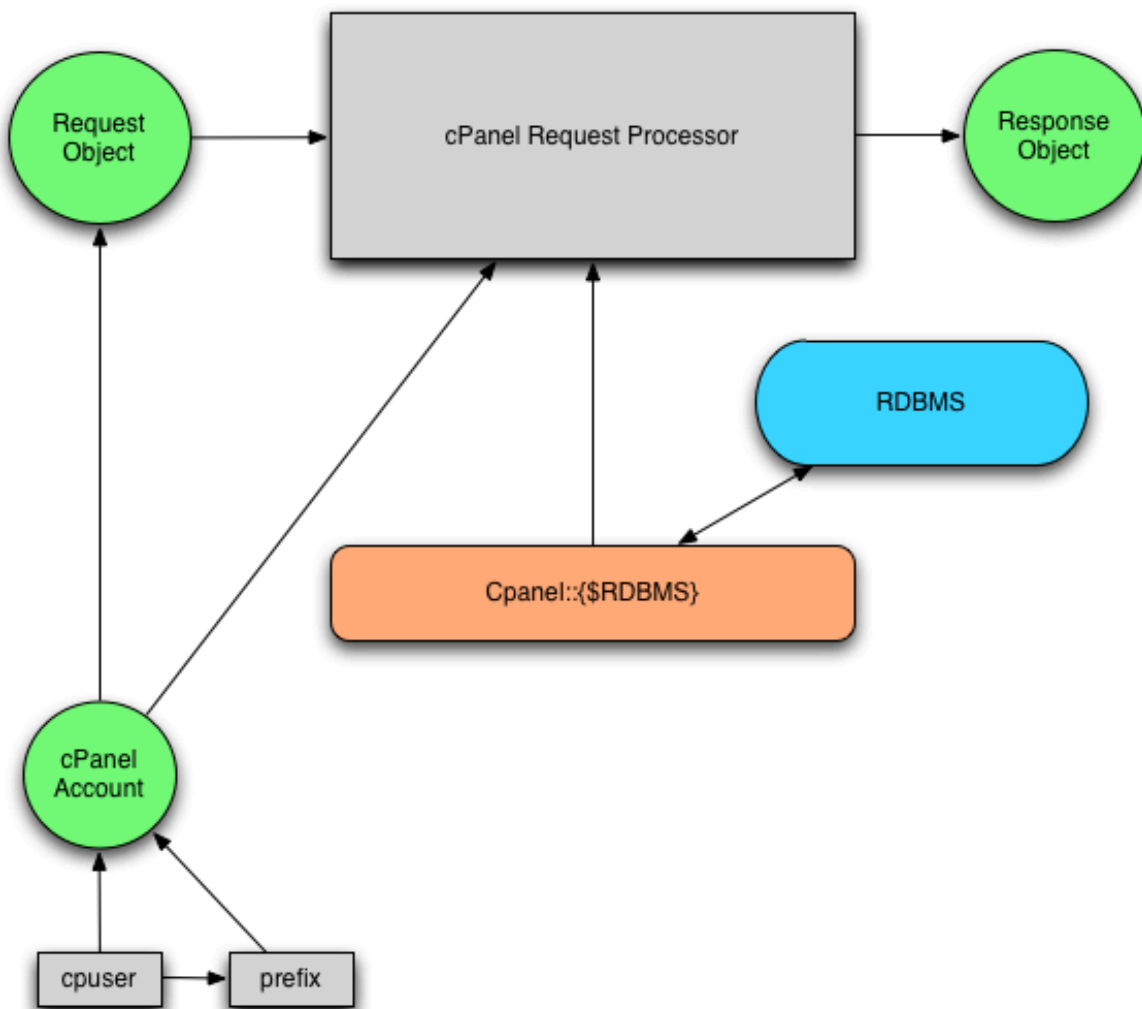 Request
Object
cPanel Request Processor
Response
Object
RDBMS
Cpanel::{$RDBMS}
cPanel
Account
cpuser
prefix